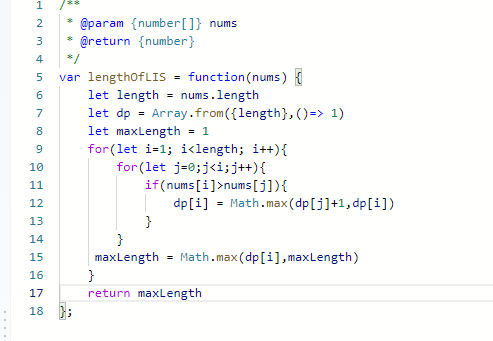 1 /**
2  * @param {number[]} nums
3  * @return {number}
4  */
5 var lengthOfLIS = function(nums) {
6     let length = nums.length
7     let dp = Array.from({length},()=> 1)
8     let maxLength = 1
9     for(let i=1; i<length; i++){
10         for(let j=0;j<i;j++){
11             if(nums[i]>nums[j]){
12                 dp[i] = Math.max(dp[j]+1,dp[i])
13             }
14         }
15      maxLength = Math.max(dp[i],maxLength)
16     }
17     return maxLength
18 };